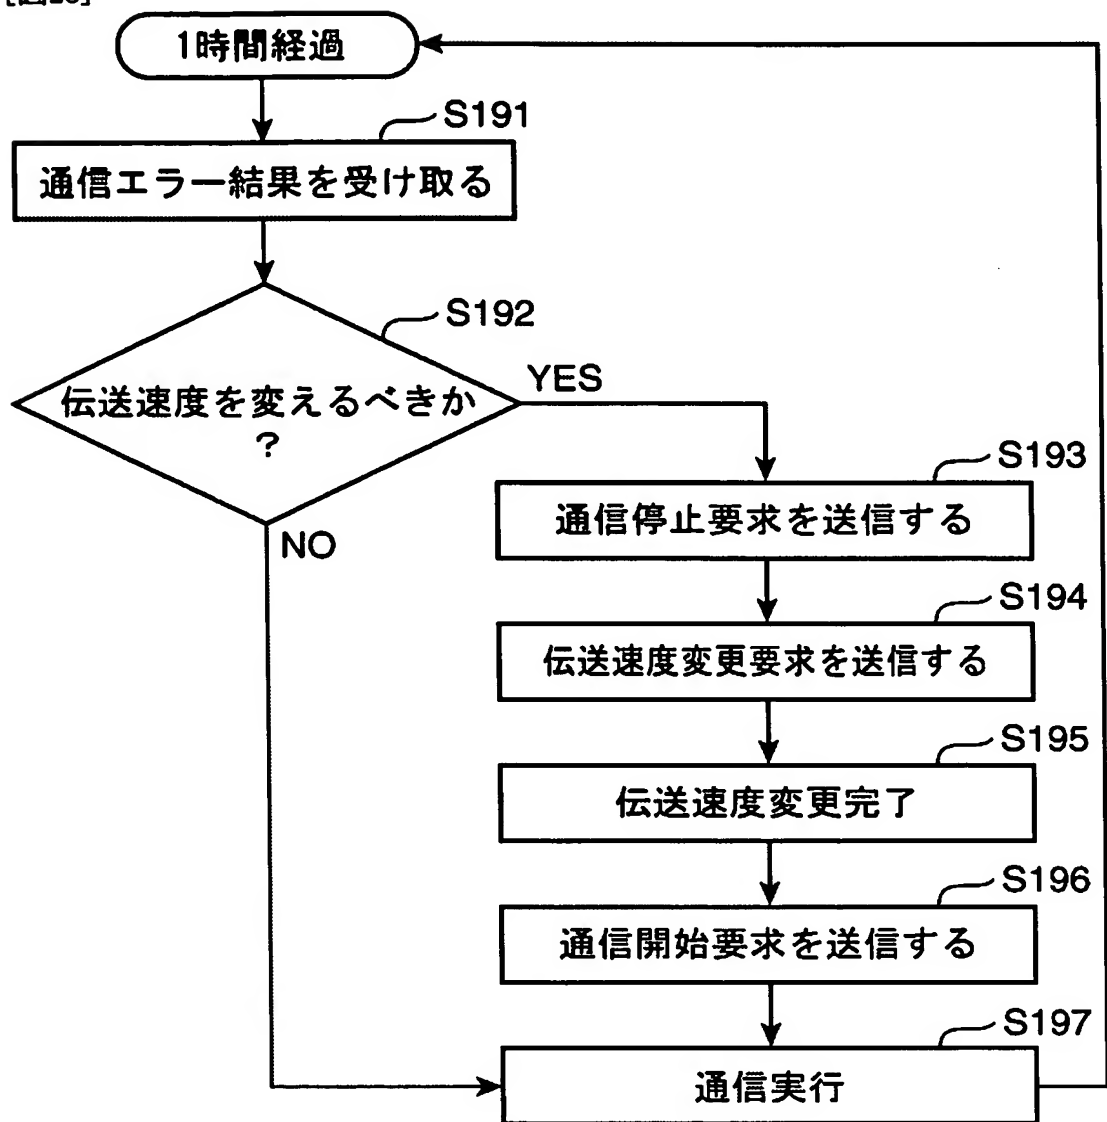 1時間経過
S191
通信エラー結果を受け取る
S192
伝送速度を変えるべきか
?
YES
NO
S193
通信停止要求を送信する
S194
伝送速度変更要求を送信する
S195
伝送速度変更完了
S196
通信開始要求を送信する
S197
通信実行